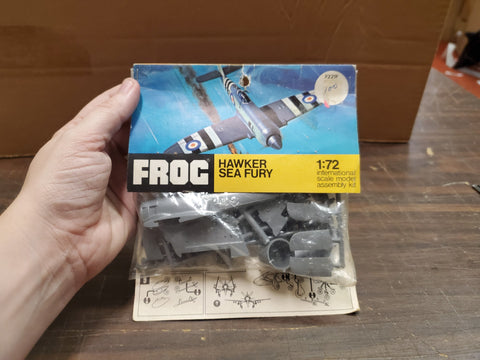 FROG
HAWKER
SEA FURY
1:72
international
scale model
assembly kit